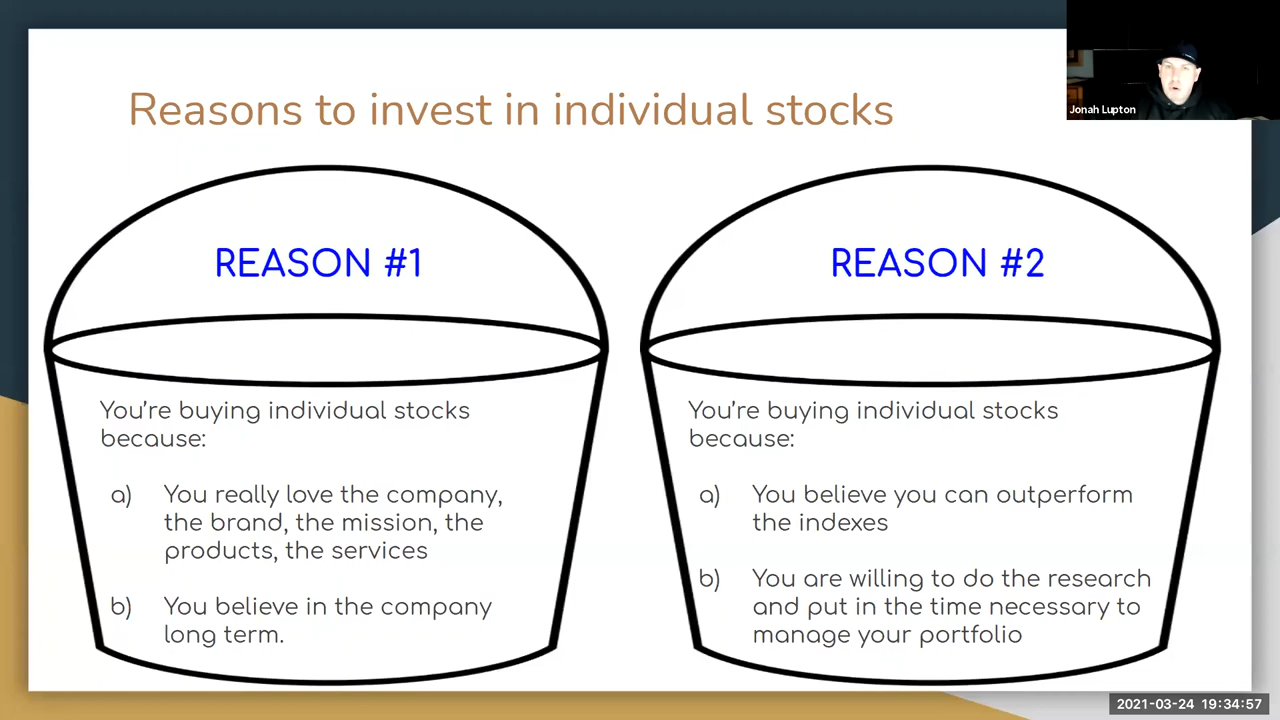 Jonah Lupton
Reasons to invest in individual stocks
REASON #1
You're buying individual stocks
because:
a) You really love the company,
the brand, the mission, the
products, the services
b) You believe in the company
long term.
REASON #2
You're buying individual stocks
because:
a) You believe you can outperform
the indexes
b) You are willing to do the research
and put in the time necessary to
manage your portfolio
2021-03-24 19:34:57